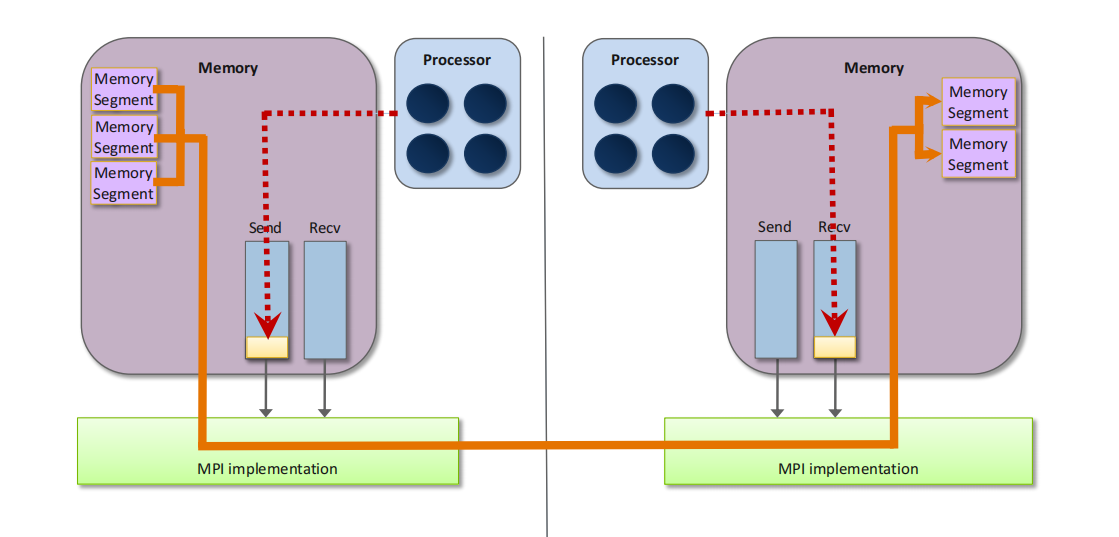 Memory
Memory
Segment
Memory
Segment
Memory
Segment
Processor
Send
Recv
MPI implementation
Processor
Memory
Memory
Segment
Memory
Segment
Send
Recv
MPI implementation